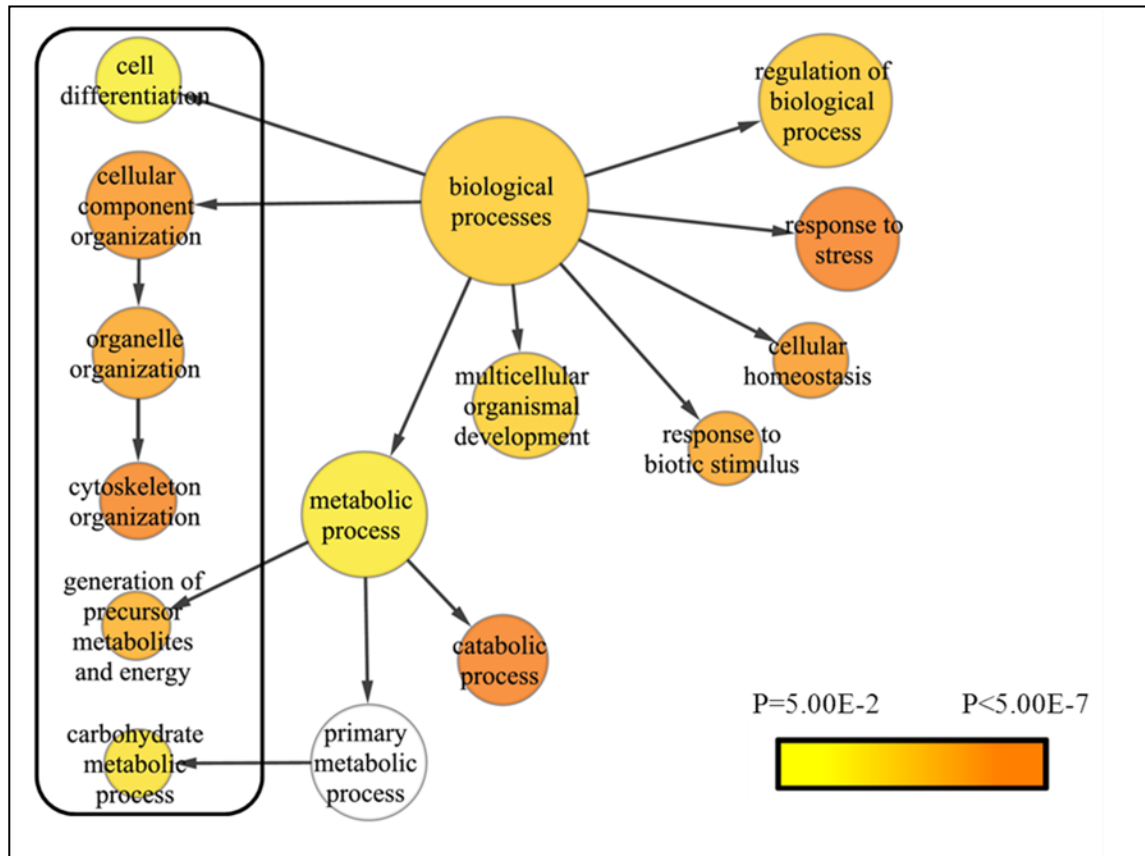 cell
differentiation
cellular
component
organization
organelle
organization
cytoskeleton
organization
generation of
precursor
metabolites
and energy
carbohydrate
metabolic
process
biological
processes
metabolic
process
primary
metabolic
process
catabolic
process
multicellular
organismal
development
regulation of
biological
process
response to
stress
cellular
homeostasis
response to
biotic stimulus
P=5.00E-2
P<5.00E-7